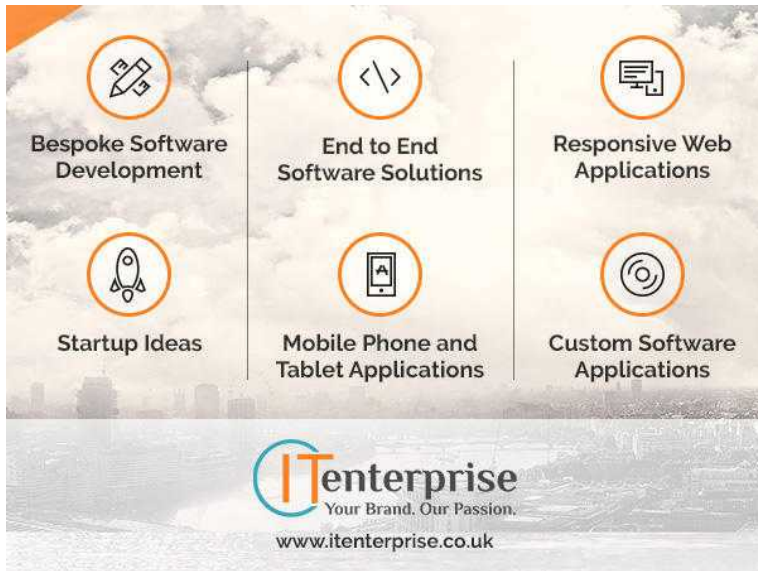 Bespoke Software
Development
End to End
Software Solutions
Responsive Web
Applications
Startup Ideas
Mobile Phone and
Tablet Applications
Custom Software
Applications
ITenterprise
Your Brand. Our Passion.
www.itenterprise.co.uk